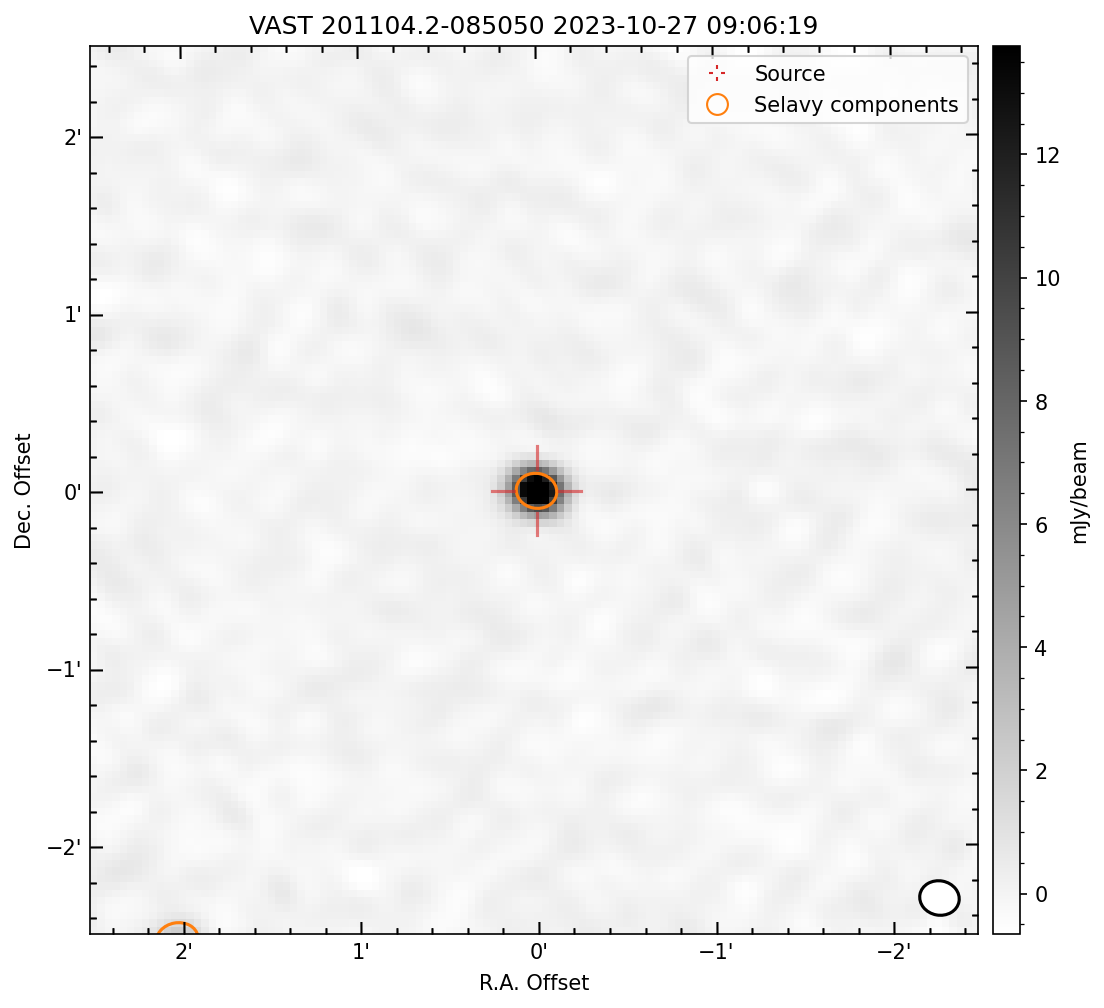 VAST 201104.2-085050 2023-10-27 09:06:19
Source
Selavy components
2'
1'
0'
−1'
−2'
Dec. Offset
2'
1'
0'
−1'
−2'
R.A. Offset
12
10
8
6
4
2
0
mJy/beam